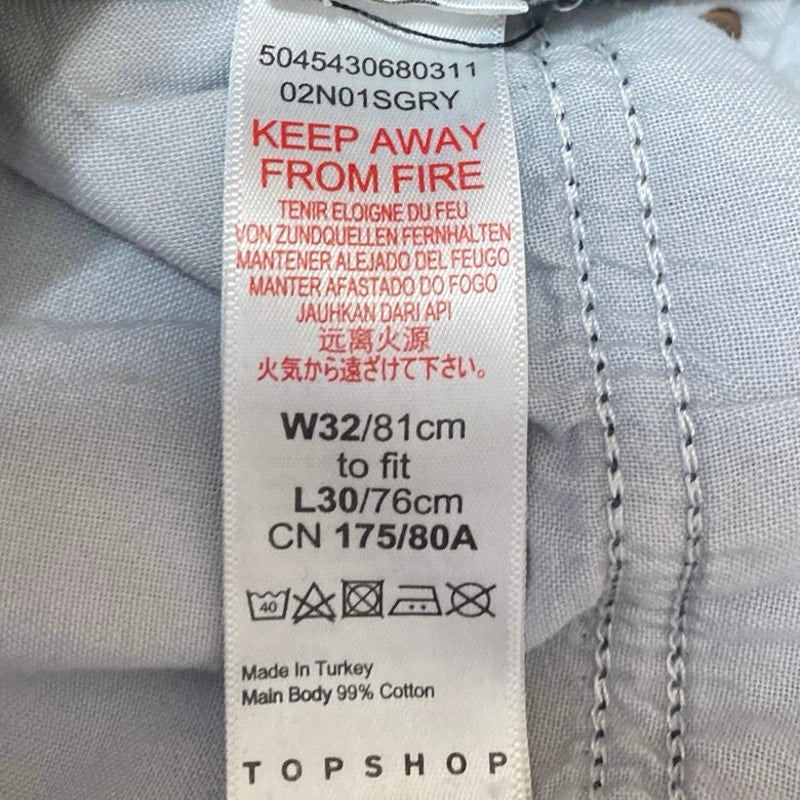 5045430680311
02N01SGRY
KEEP AWAY
FROM FIRE
TENIR ELOIGNE DU FEU
VON ZUNDQUELLEN FERNHALTEN
MANTENER ALEJADO DEL FEUGO
MANTER AFASTADO DO FOGO
JAUHKAN DARI API
远离火源
火気から遠ざけて下さい。
W32/81cm
to fit
L30/76cm
CN 175/80A
40
Made In Turkey
Main Body 99% Cotton
TOPSHOP